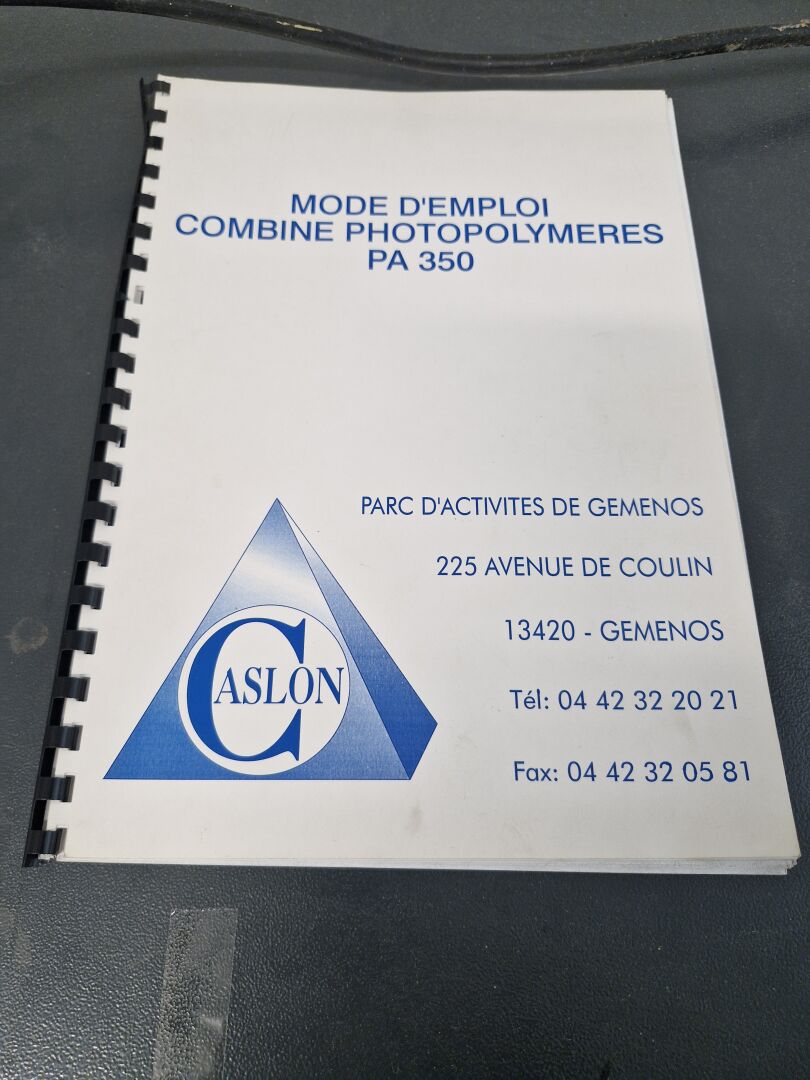 MODE D'EMPLOI
COMBINE PHOTOPOLYMERES
PA 350
PARC D'ACTIVITES DE GEMENOS
225 AVENUE DE COULIN
13420 - GEMENOS
Tél: 04 42 32 20 21
Fax: 04 42 32 05 81
CASLON